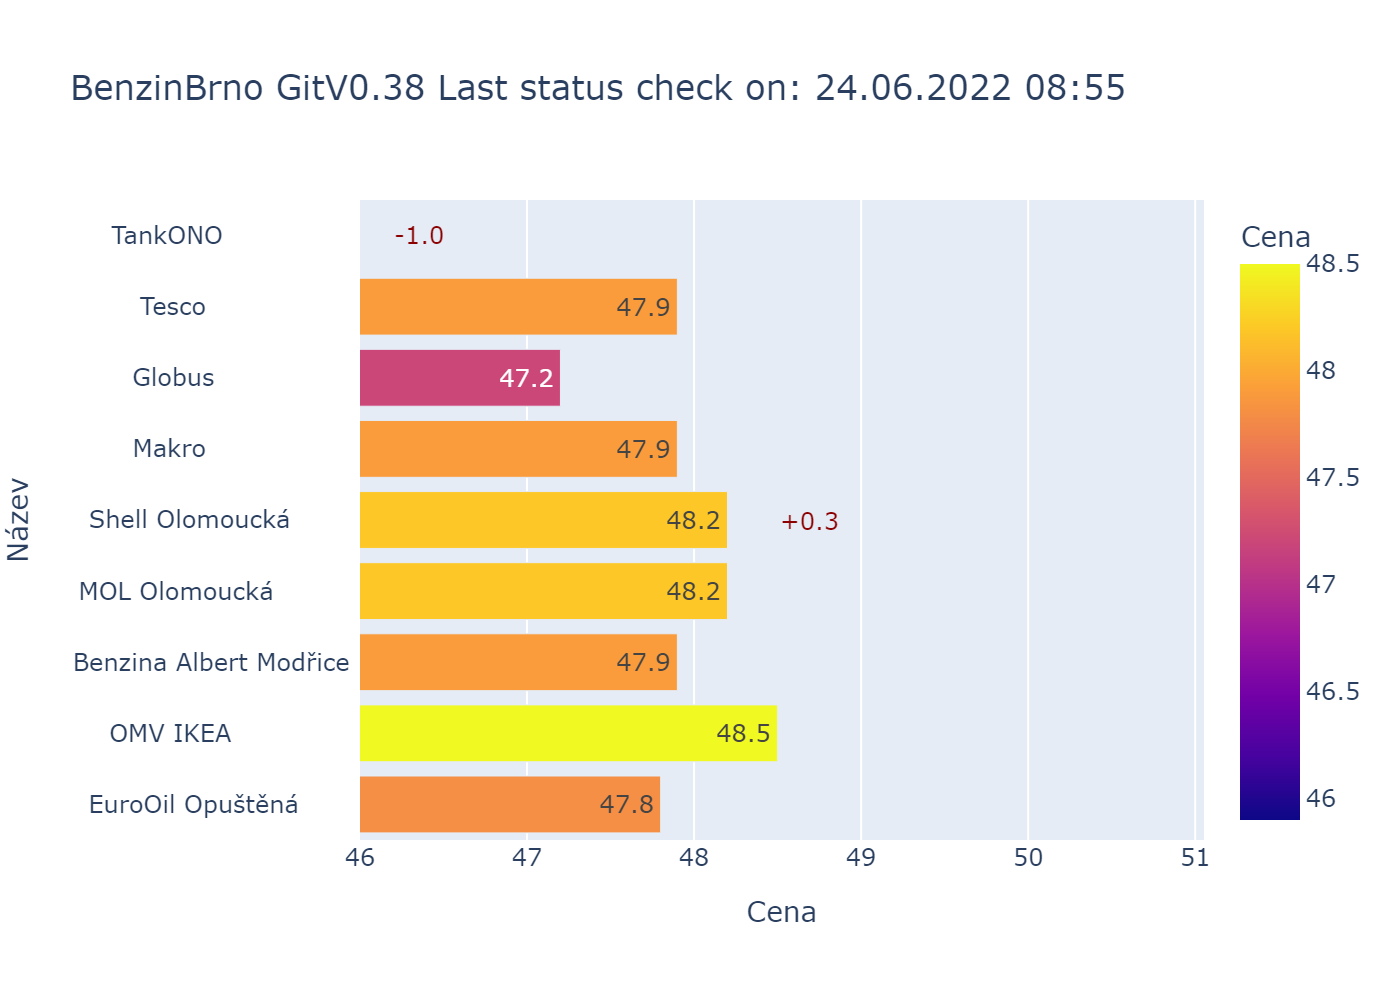 BenzinBrno GitV0.38 Last status check on: 24.06.2022 08:55
Název
TankONO
-1.0
Tesco
47.9
Globus
47.2
Makro
47.9
Shell Olomoucká
48.2
+0.3
MOL Olomoucká
48.2
Benzina Albert Modřice
47.9
OMV IKEA
48.5
EuroOil Opuštěná
47.8
46 47 48 49 50 51
Cena
Cena
48.5
48
47.5
47
46.5
46